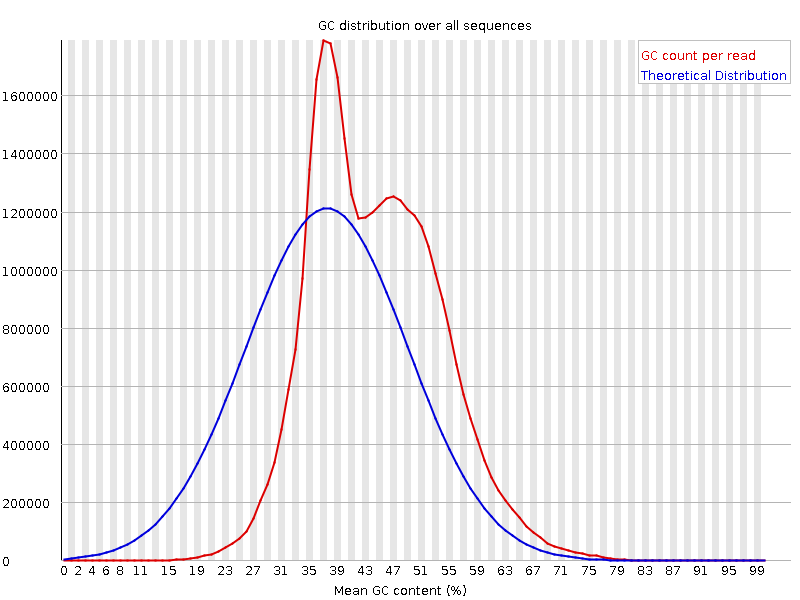 GC distribution over all sequences
GC count per read
Theoretical Distribution
1600000
1400000
1200000
1000000
800000
600000
400000
200000
0
0 2 4 6 8 11 15 19 23 27 31 35 39 43 47 51 55 59 63 67 71 75 79 83 87 91 95 99
Mean GC content (%)